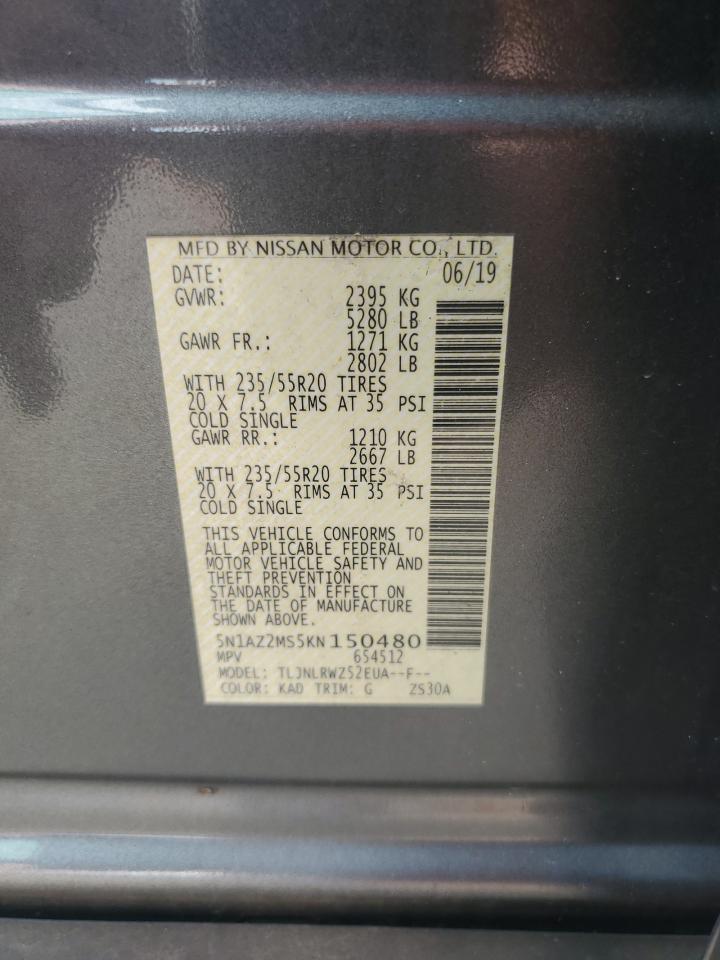 MFD BY NISSAN MOTOR CO., LTD.
DATE: 06/19
GVWR: 2395 KG
5280 LB
GAWR FR.: 1271 KG
2802 LB
WITH 235/55R20 TIRES
20 X 7.5 RIMS AT 35 PSI
COLD SINGLE
GAWR RR.: 1210 KG
2667 LB
WITH 235/55R20 TIRES
20 X 7.5 RIMS AT 35 PSI
COLD SINGLE
THIS VEHICLE CONFORMS TO
ALL APPLICABLE FEDERAL
MOTOR VEHICLE SAFETY AND
THEFT PREVENTION
STANDARDS IN EFFECT ON
THE DATE OF MANUFACTURE
SHOWN ABOVE.
5N1AZ2MS5KN150480
MPV 654512
MODEL: TLJNLRWZ52EUA--F--
COLOR: KAD TRIM: G ZS30A